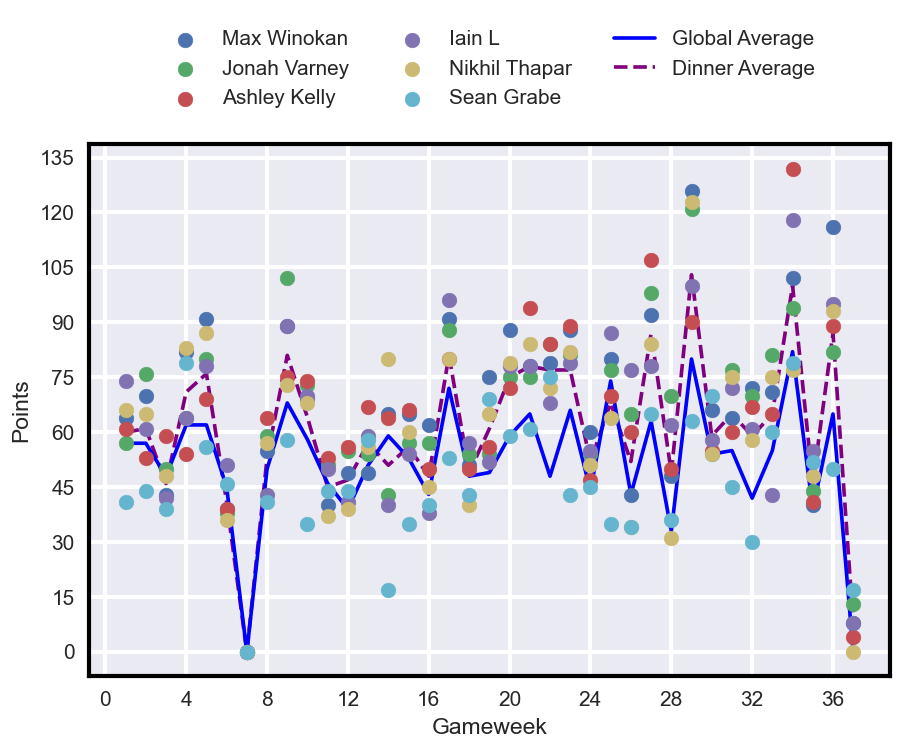 Max Winokan
Jonah Varney
Ashley Kelly
Iain L
Nikhil Thapar
Sean Grabe
Global Average
Dinner Average
135
120
105
90
75
60
45
30
15
0
Points
0 4 8 12 16 20 24 28 32 36
Gameweek